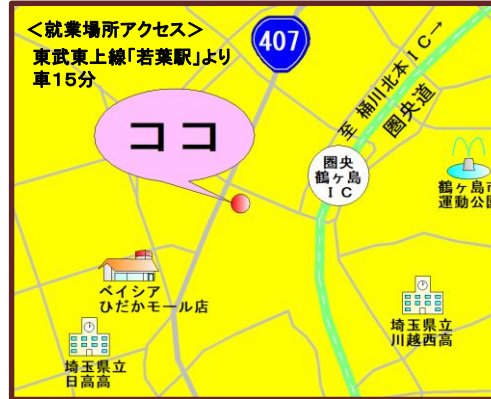 ＜就業場所アクセス＞
東武東上線「若葉駅」より
車１５分
407
ココ
至 桶川北本ＩＣ→
圏央道
圏央
鶴ヶ島
ＩＣ
鶴ヶ島市
運動公園
ベイシア
ひだかモール店
埼玉県立
日高高
埼玉県立
川越西高